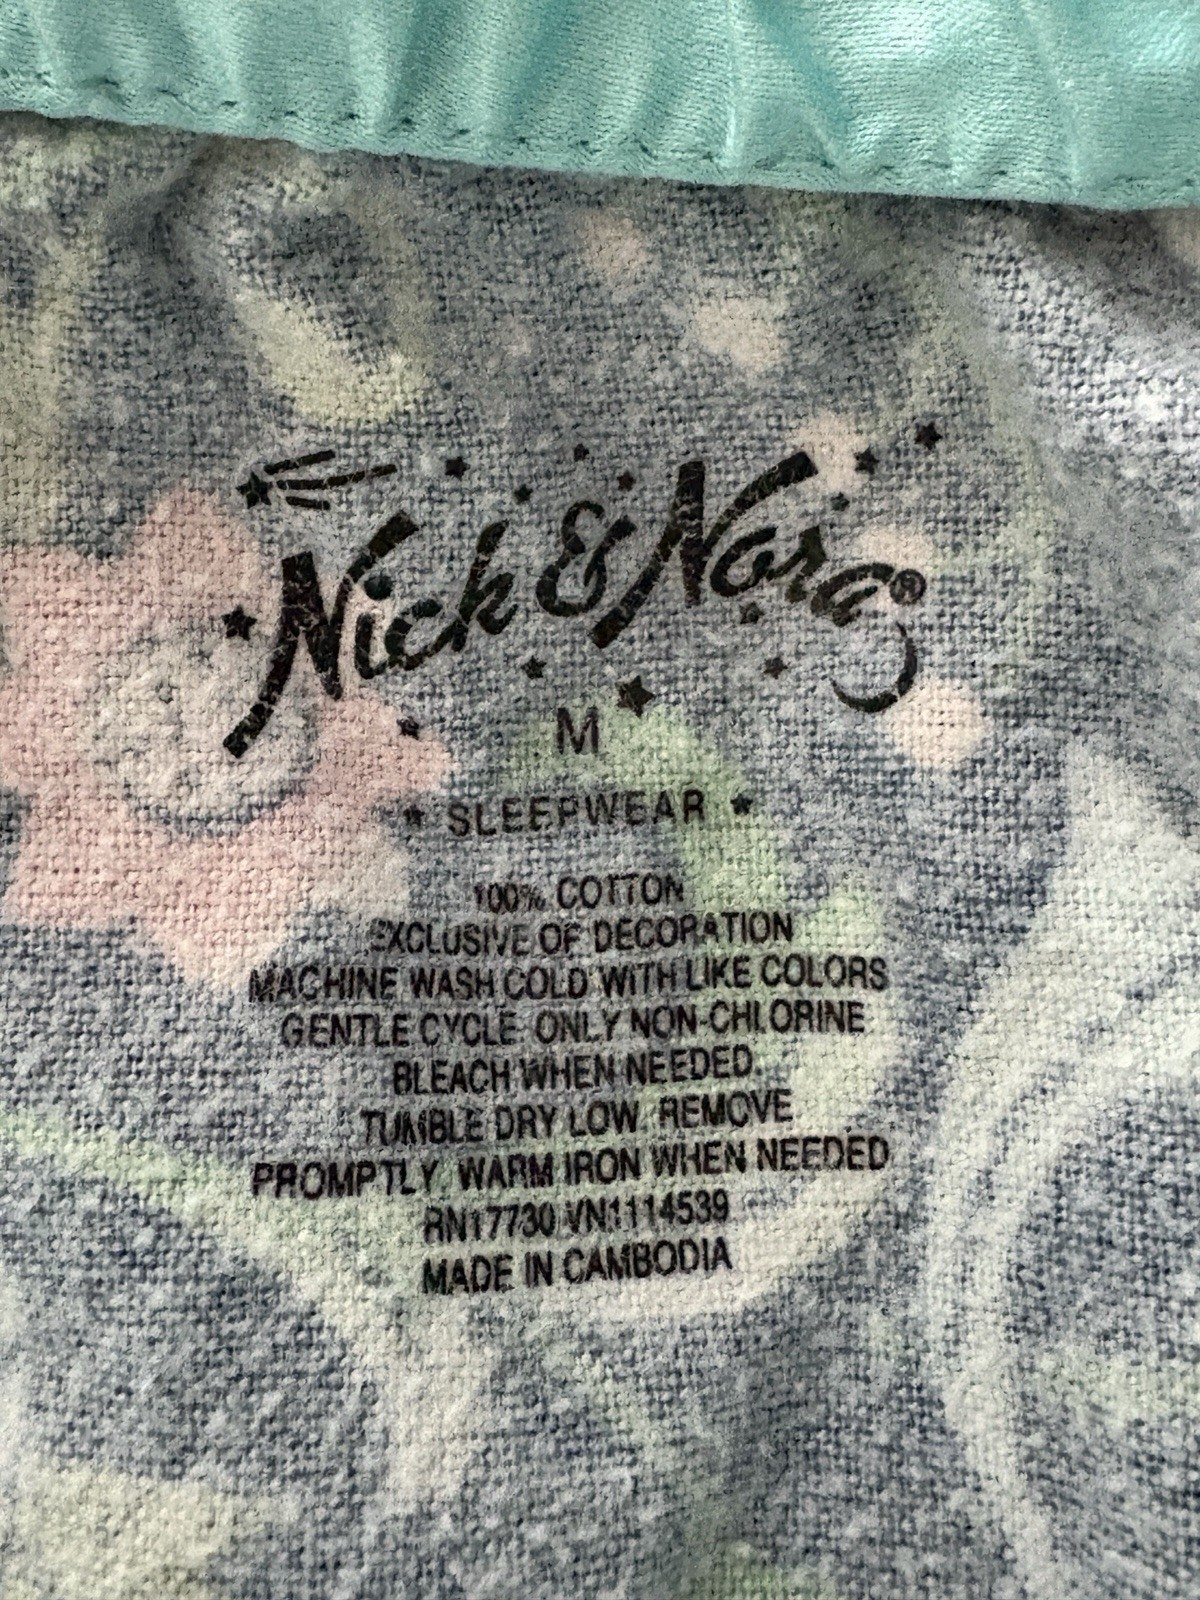 Nick & Nora®
M
SLEEPWEAR
100% COTTON
EXCLUSIVE OF DECORATION
MACHINE WASH COLD WITH LIKE COLORS
GENTLE CYCLE. ONLY NON-CHLORINE
BLEACH WHEN NEEDED.
TUMBLE DRY LOW. REMOVE
PROMPTLY. WARM IRON WHEN NEEDED
RN17730 VN1114539
MADE IN CAMBODIA